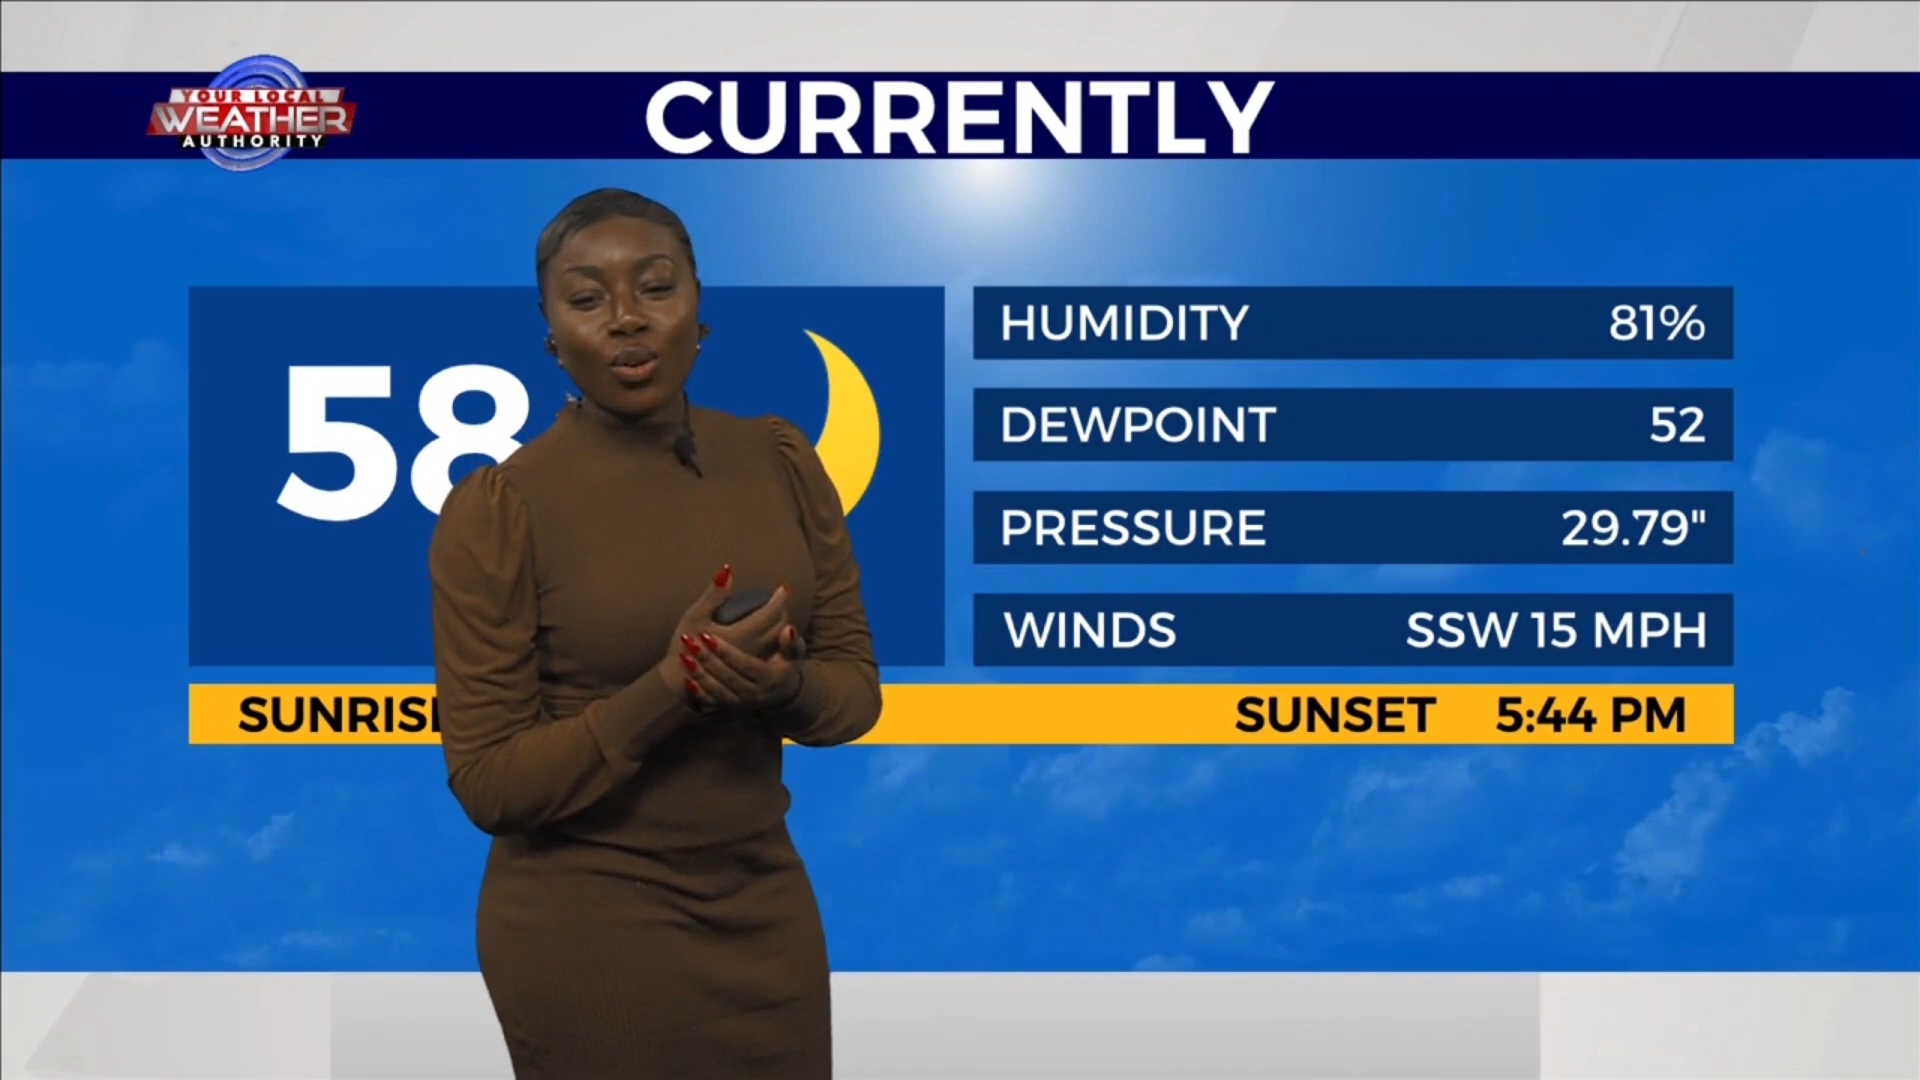 YOUR LOCAL
WEATHER
AUTHORITY
CURRENTLY
58
HUMIDITY 81%
DEWPOINT 52
PRESSURE 29.79"
WINDS SSW 15 MPH
SUNRIS
SUNSET 5:44 PM